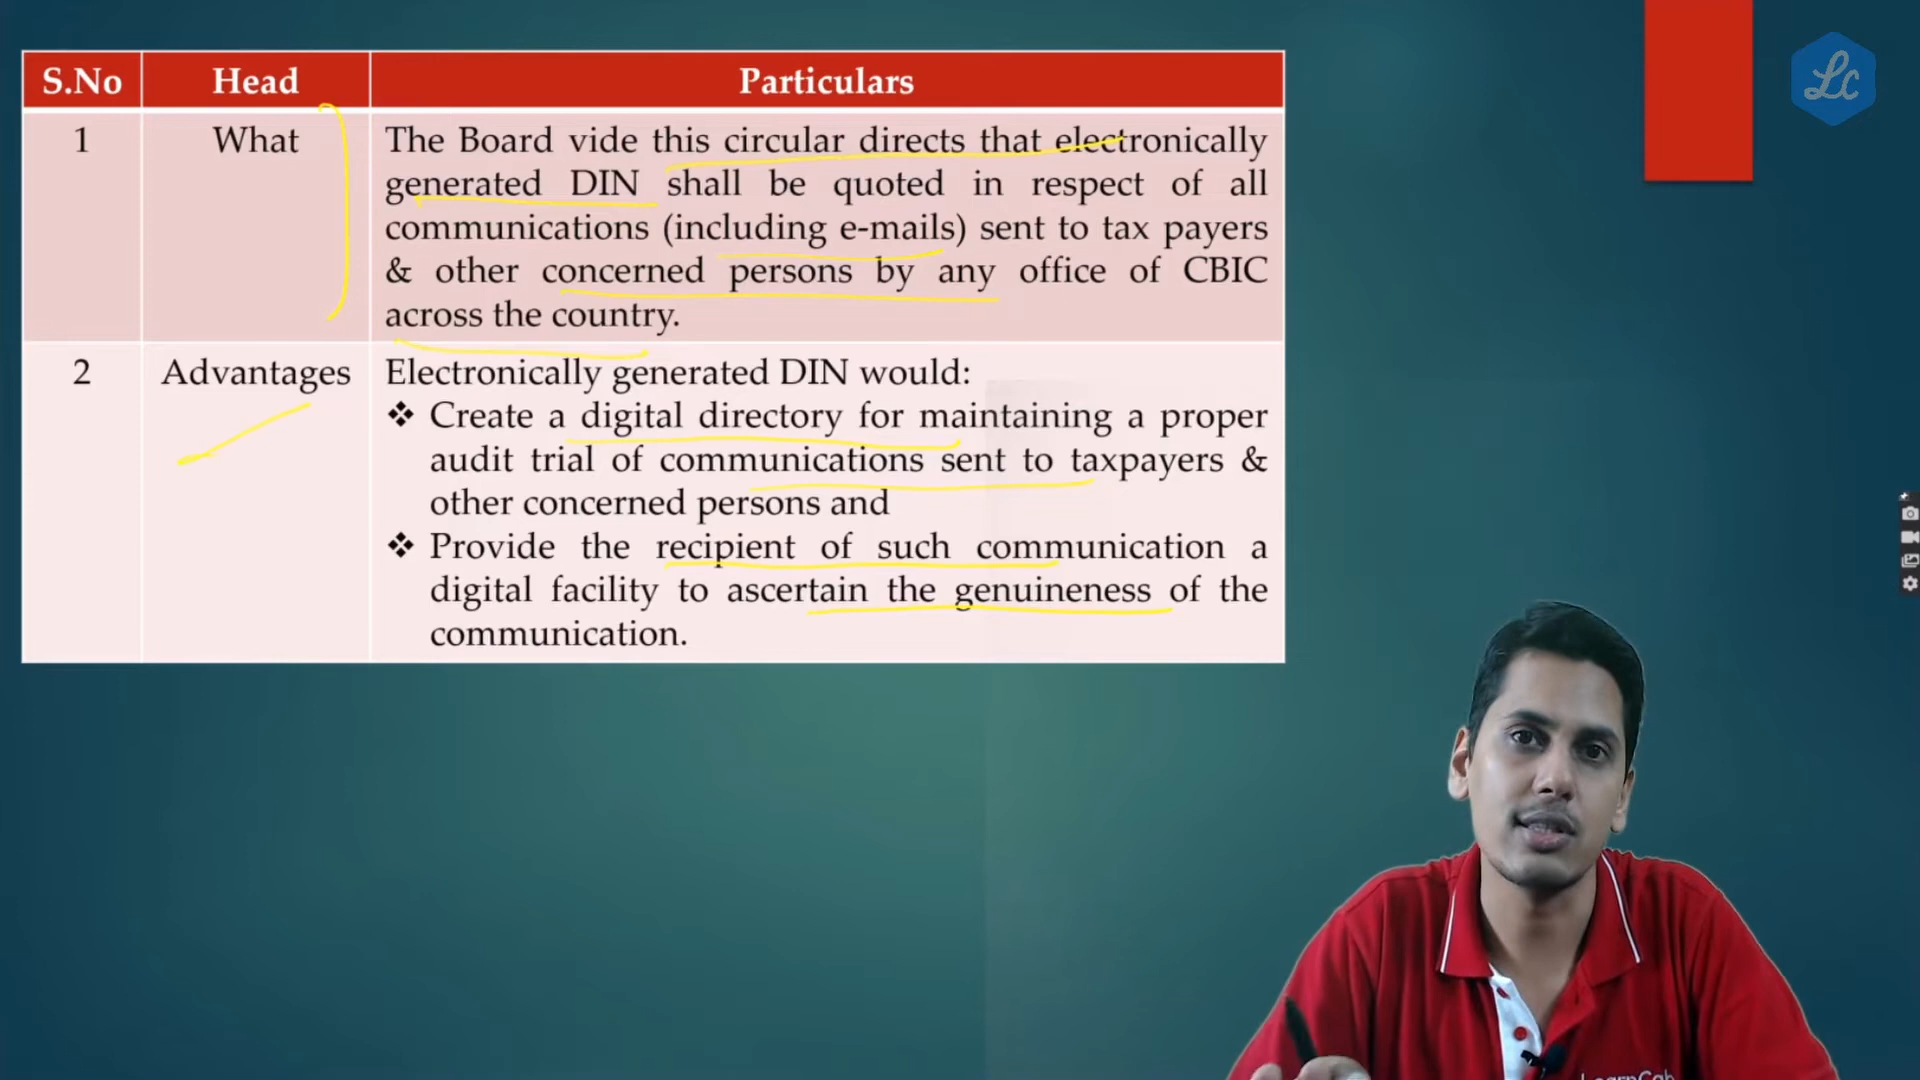 S.No Head Particulars
1 What The Board vide this circular directs that electronically
generated DIN shall be quoted in respect of all
communications (including e-mails) sent to tax payers
& other concerned persons by any office of CBIC
across the country.
2 Advantages Electronically generated DIN would:
❖ Create a digital directory for maintaining a proper
audit trial of communications sent to taxpayers &
other concerned persons and
❖ Provide the recipient of such communication a
digital facility to ascertain the genuineness of the
communication.
Lc
LearnCab